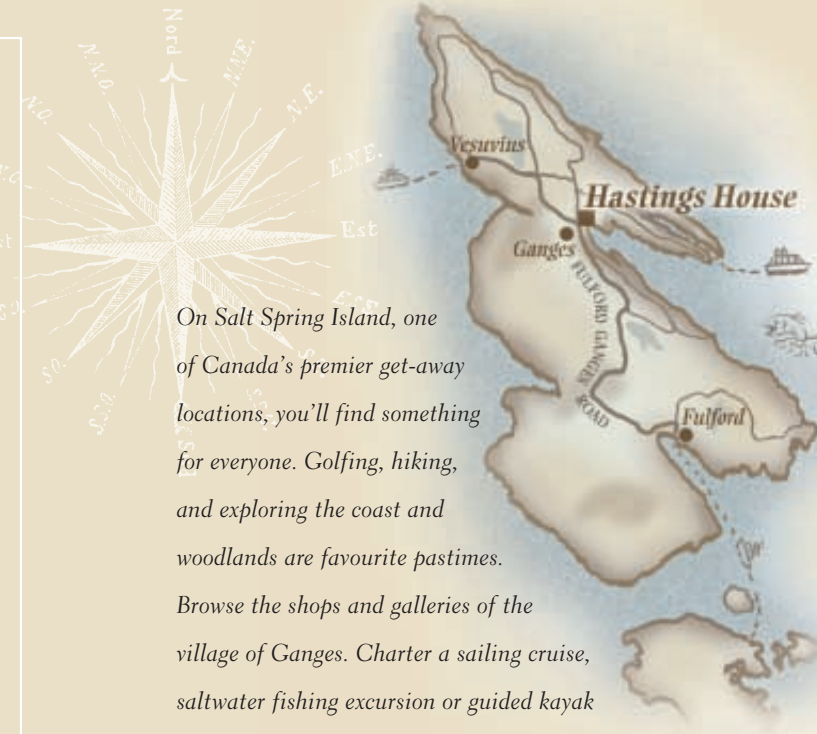 Nord
N.N.O.
N.NE.
N.O.
N.E.
E.NE.
Est
S.O.
S.S.O.
Vesuvius
Hastings House
Ganges
FULFORD GANGES ROAD
Fulford
On Salt Spring Island, one
of Canada's premier get-away
locations, you'll find something
for everyone. Golfing, hiking,
and exploring the coast and
woodlands are favourite pastimes.
Browse the shops and galleries of the
village of Ganges. Charter a sailing cruise,
saltwater fishing excursion or guided kayak